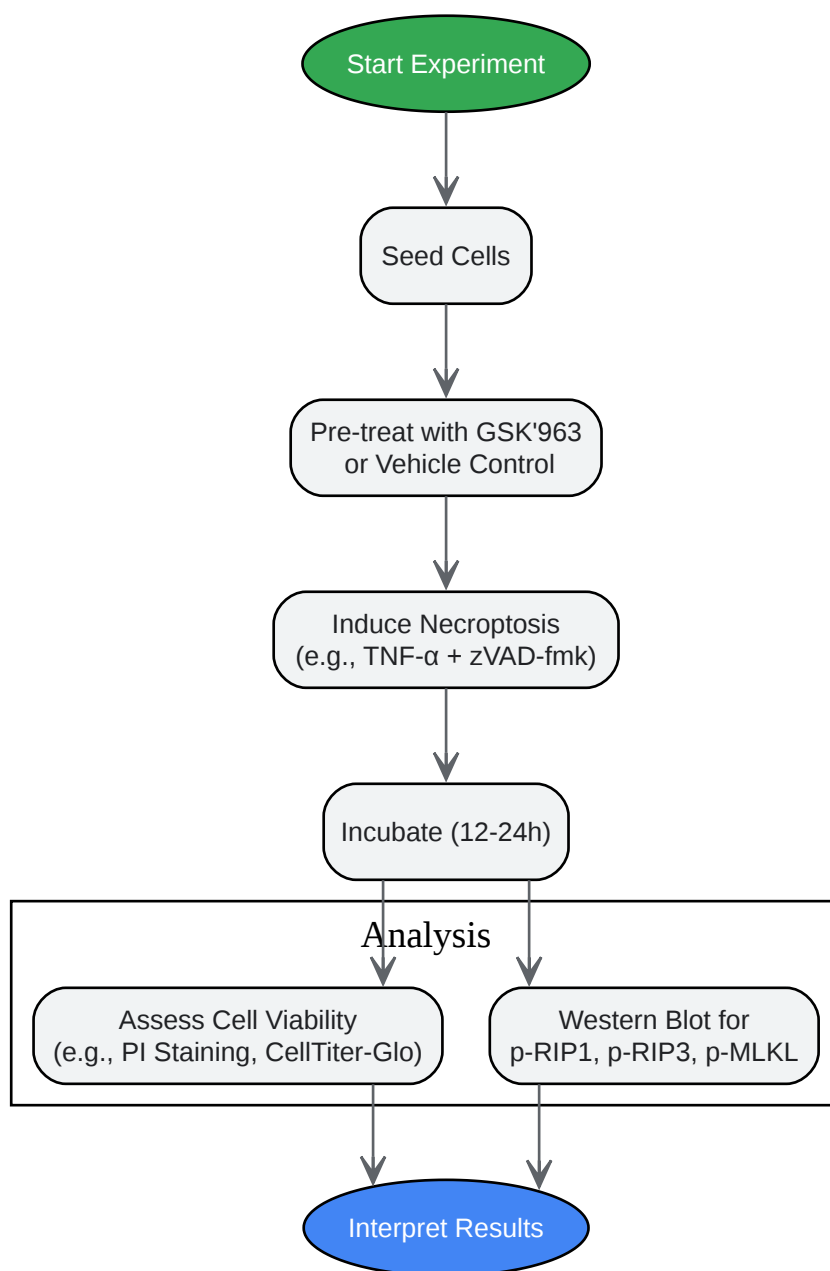 Start Experiment
Seed Cells
Pre-treat with GSK'963
or Vehicle Control
Induce Necroptosis
(e.g., TNF-α + zVAD-fmk)
Incubate (12-24h)
Analysis
Assess Cell Viability
(e.g., PI Staining, CellTiter-Glo)
Western Blot for
p-RIP1, p-RIP3, p-MLKL
Interpret Results